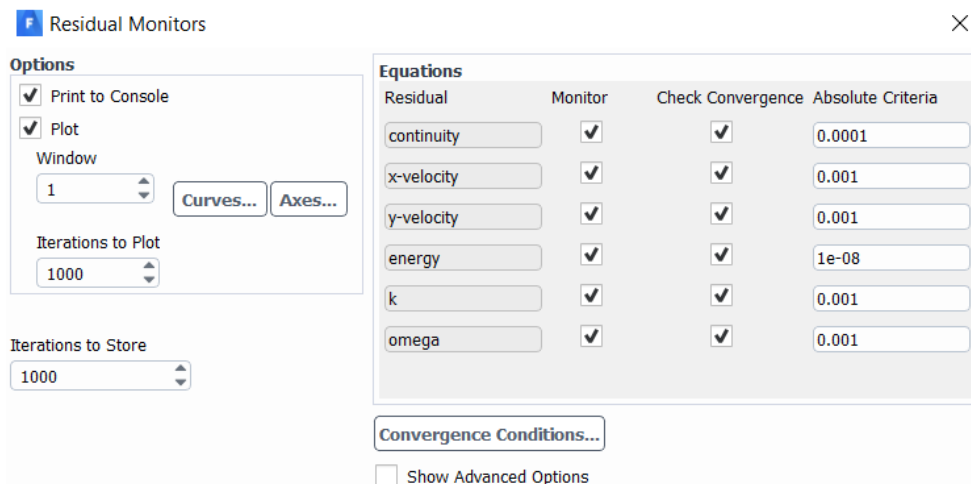 F Residual Monitors
Options
Print to Console
Plot
Window
1
Curves... Axes...
Iterations to Plot
1000
Iterations to Store
1000
Equations
Residual Monitor Check Convergence Absolute Criteria
continuity 0.0001
x-velocity 0.001
y-velocity 0.001
energy 1e-08
k 0.001
omega 0.001
Convergence Conditions...
Show Advanced Options